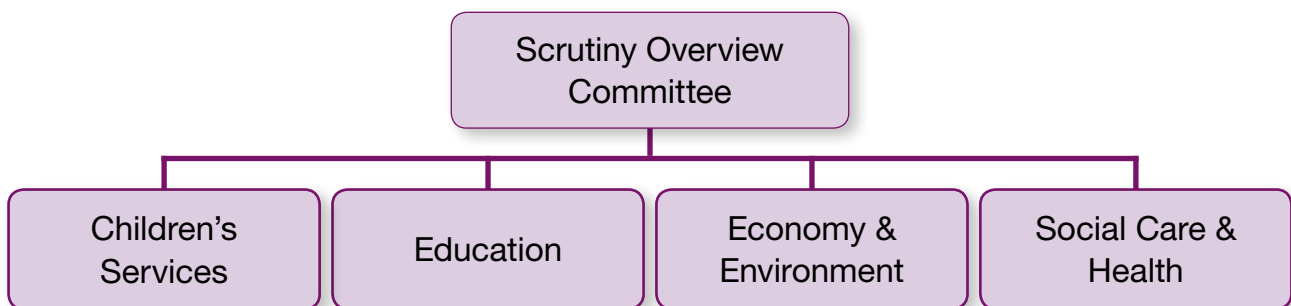 Scrutiny Overview
Committee
Children’s
Services
Education
Economy &
Environment
Social Care &
Health